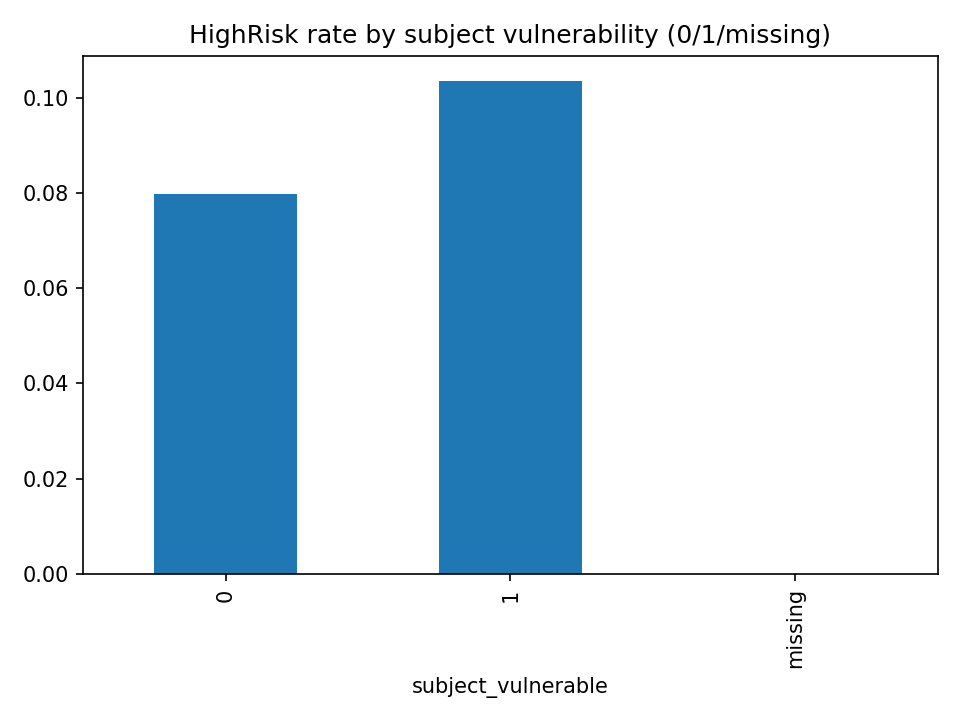 HighRisk rate by subject vulnerability (0/1/missing)
0.10
0.08
0.06
0.04
0.02
0.00
0
1
missing
subject_vulnerable